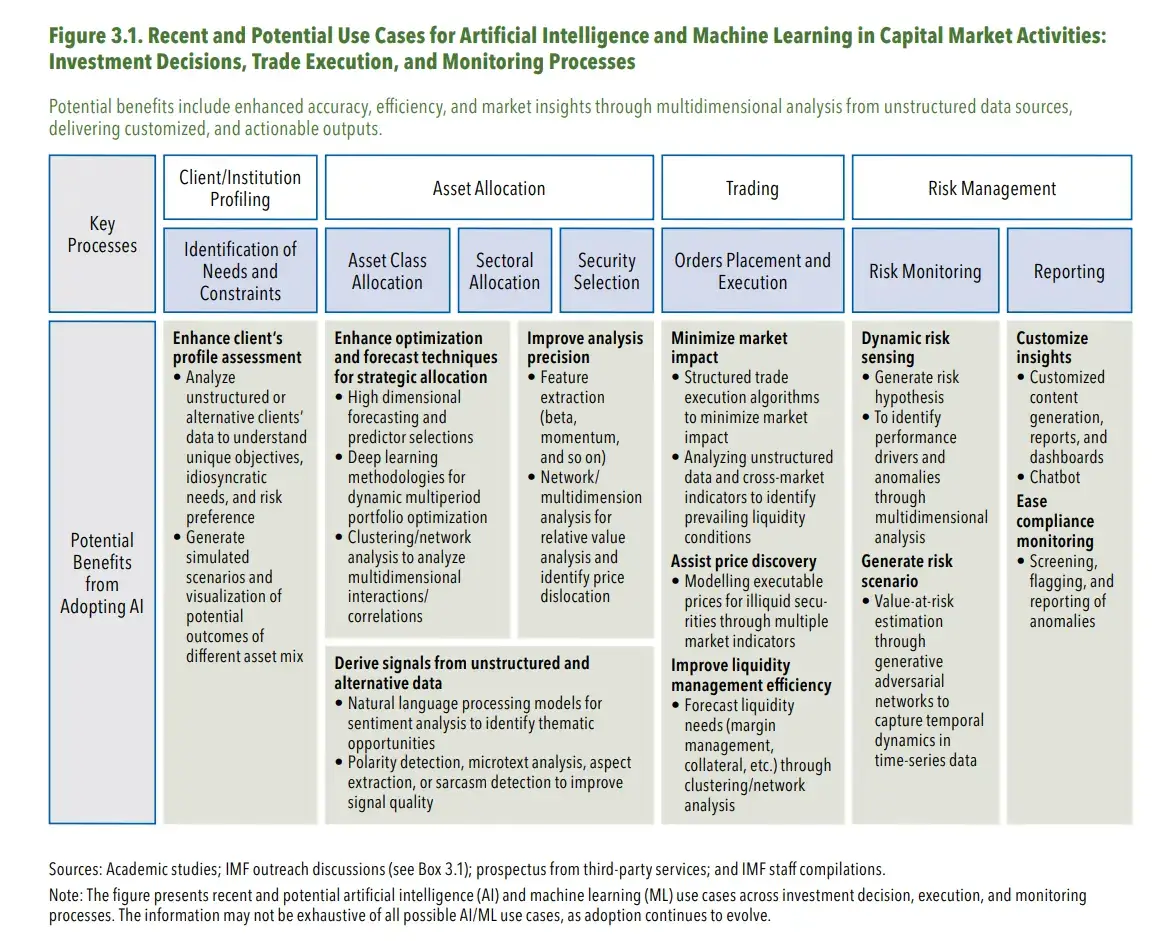 Figure 3.1. Recent and Potential Use Cases for Artificial Intelligence and Machine Learning in Capital Market Activities:
Investment Decisions, Trade Execution, and Monitoring Processes
Potential benefits include enhanced accuracy, efficiency, and market insights through multidimensional analysis from unstructured data sources,
delivering customized, and actionable outputs.
Key
Processes
Client/Institution
Profiling
Asset Allocation
Trading
Risk Management
Identification of
Needs and
Constraints
Asset Class
Allocation
Sectoral
Allocation
Security
Selection
Orders Placement and
Execution
Risk Monitoring
Reporting
Potential
Benefits
from
Adopting AI
Enhance client's
profile assessment
• Analyze
unstructured or
alternative clients'
data to understand
unique objectives,
idiosyncratic
needs, and risk
preference
• Generate
simulated
scenarios and
visualization of
potential
outcomes of
different asset mix
Enhance optimization
and forecast techniques
for strategic allocation
• High dimensional
forecasting and
predictor selections
• Deep learning
methodologies for
dynamic multiperiod
portfolio optimization
• Clustering/network
analysis to analyze
multidimensional
interactions/
correlations
Improve analysis
precision
• Feature
extraction
(beta,
momentum,
and so on)
• Network/
multidimension
analysis for
relative value
analysis and
identify price
dislocation
Derive signals from unstructured and
alternative data
• Natural language processing models for
sentiment analysis to identify thematic
opportunities
• Polarity detection, microtext analysis, aspect
extraction, or sarcasm detection to improve
signal quality
Minimize market
impact
• Structured trade
execution algorithms
to minimize market
impact
• Analyzing unstructured
data and cross-market
indicators to identify
prevailing liquidity
conditions
Assist price discovery
• Modelling executable
prices for illiquid secu-
rities through multiple
market indicators
Improve liquidity
management efficiency
• Forecast liquidity
needs (margin
management,
collateral, etc.) through
clustering/network
analysis
Dynamic risk
sensing
• Generate risk
hypothesis
• To identify
performance
drivers and
anomalies
through
multidimensional
analysis
Generate risk
scenario
• Value-at-risk
estimation
through
generative
adversarial
networks to
capture temporal
dynamics in
time-series data
Customize
insights
• Customized
content
generation,
reports, and
dashboards
• Chatbot
Ease
compliance
monitoring
• Screening,
flagging, and
reporting of
anomalies
Sources: Academic studies; IMF outreach discussions (see Box 3.1); prospectus from third-party services; and IMF staff compilations.
Note: The figure presents recent and potential artificial intelligence (AI) and machine learning (ML) use cases across investment decision, execution, and monitoring
processes. The information may not be exhaustive of all possible AI/ML use cases, as adoption continues to evolve.